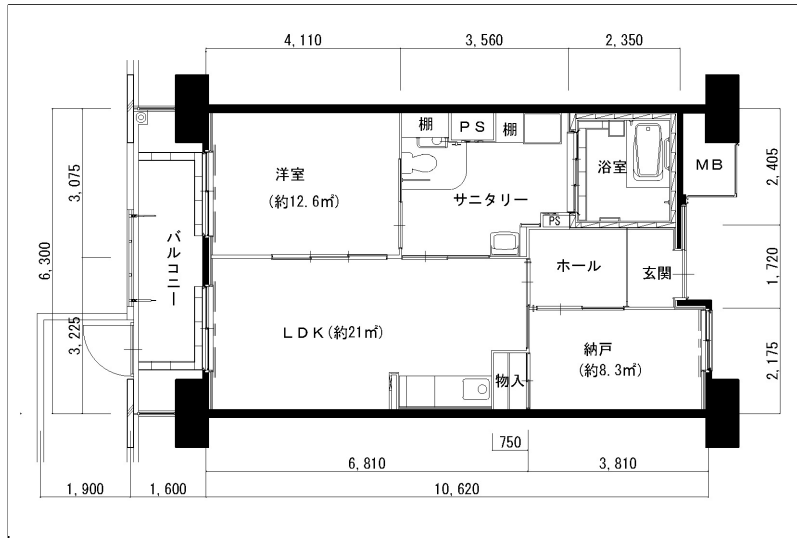 4,110
3,560
2,350
棚
PS
棚
洋室
(約12.6㎡)
サニタリー
浴室
MB
PS
バルコニー
ホール
玄関
LDK(約21㎡)
納戸
(約8.3㎡)
物入
3,075
6,300
3,225
2,405
1,720
2,175
750
6,810
3,810
1,900
1,600
10,620